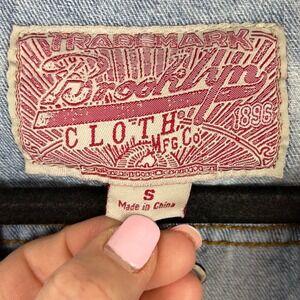 TRADEMARK
Brooklyn
1896
CLOTH
MFG.Co
S
Made in China